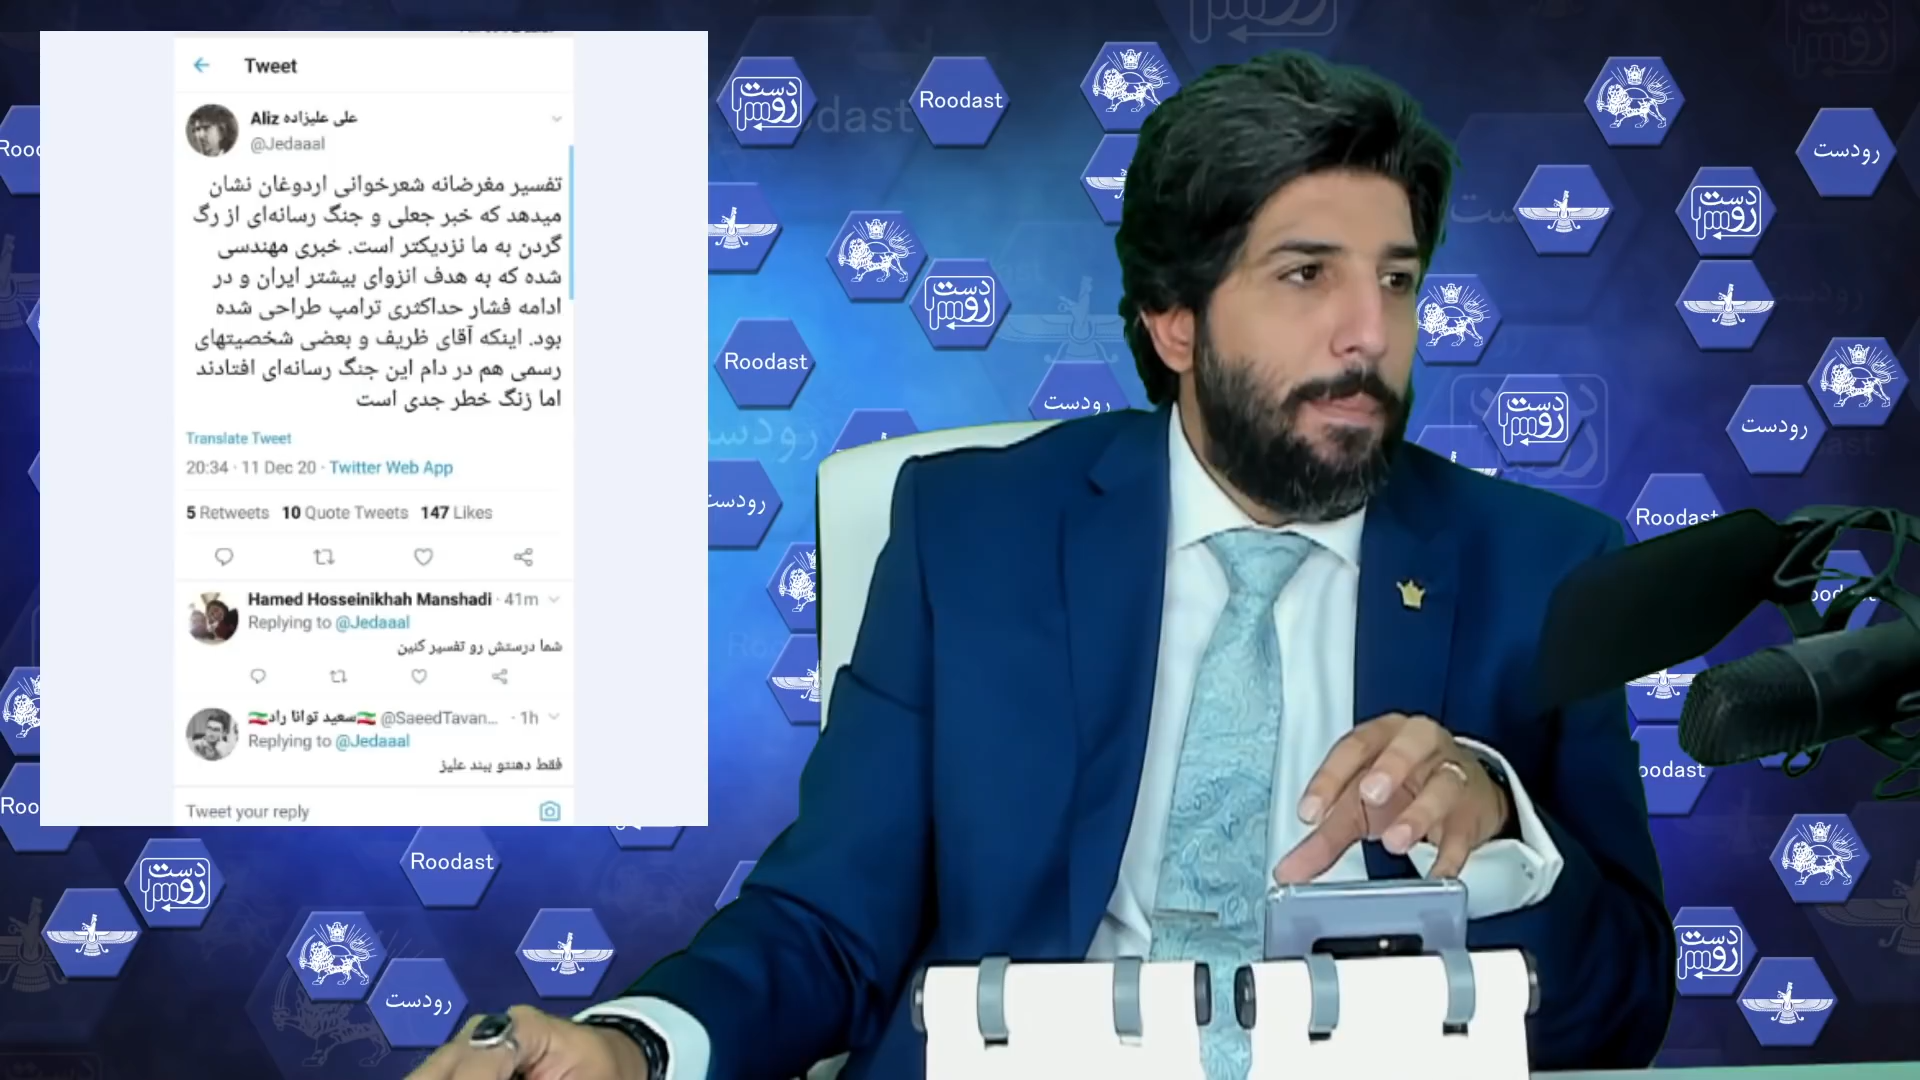 Tweet
Aliz علی علیزاده
@Jedaaal
تفسیر مغرضانه شعرخوانی اردوغان نشان
میدهد که خبر جعلی و جنگ رسانه‌ای از رگ
گردن به ما نزدیکتر است. خبری مهندسی
شده که به هدف انزوای بیشتر ایران و در
ادامه فشار حداکثری ترامپ طراحی شده
بود. اینکه آقای ظریف و بعضی شخصیتهای
رسمی هم در دام این جنگ رسانه‌ای افتادند
اما زنگ خطر جدی است
Translate Tweet
20:34 · 11 Dec 20 · Twitter Web App
5 Retweets 10 Quote Tweets 147 Likes
Hamed Hosseinikhah Manshadi · 41m
Replying to @Jedaaal
شما درستش رو تفسیر کنین
سعید توانا راد @SaeedTavan... · 1h
Replying to @Jedaaal
فقط دهنتو ببند علیز
Tweet your reply
Roodast
رودست
Roodast
رودست
رودست
رودست
Roodast
Roodast
رودست